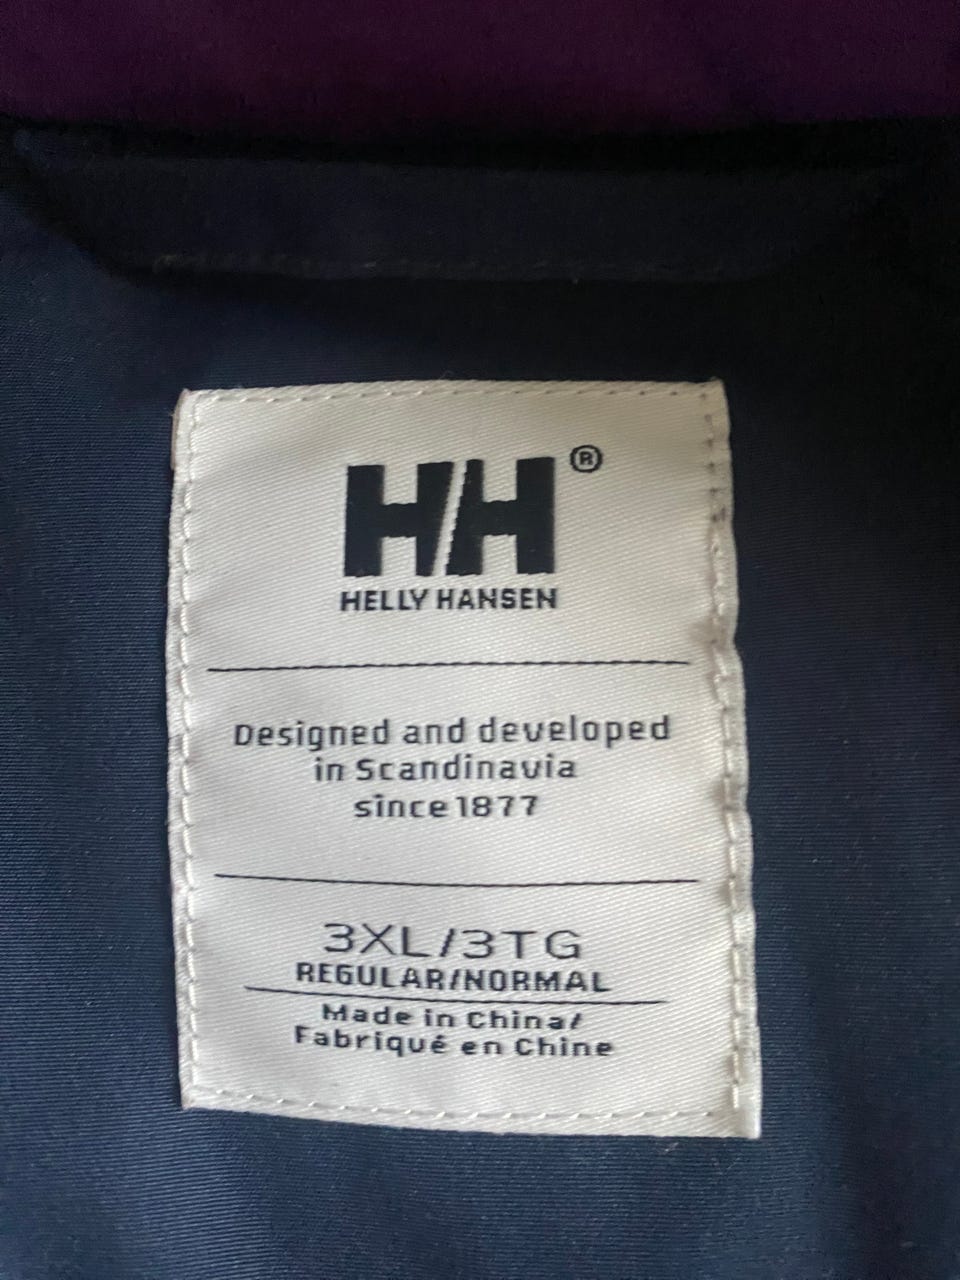 HH®
HELLY HANSEN
Designed and developed
in Scandinavia
since 1877
3XL/3TG
REGULAR/NORMAL
Made in China/
Fabriqué en Chine